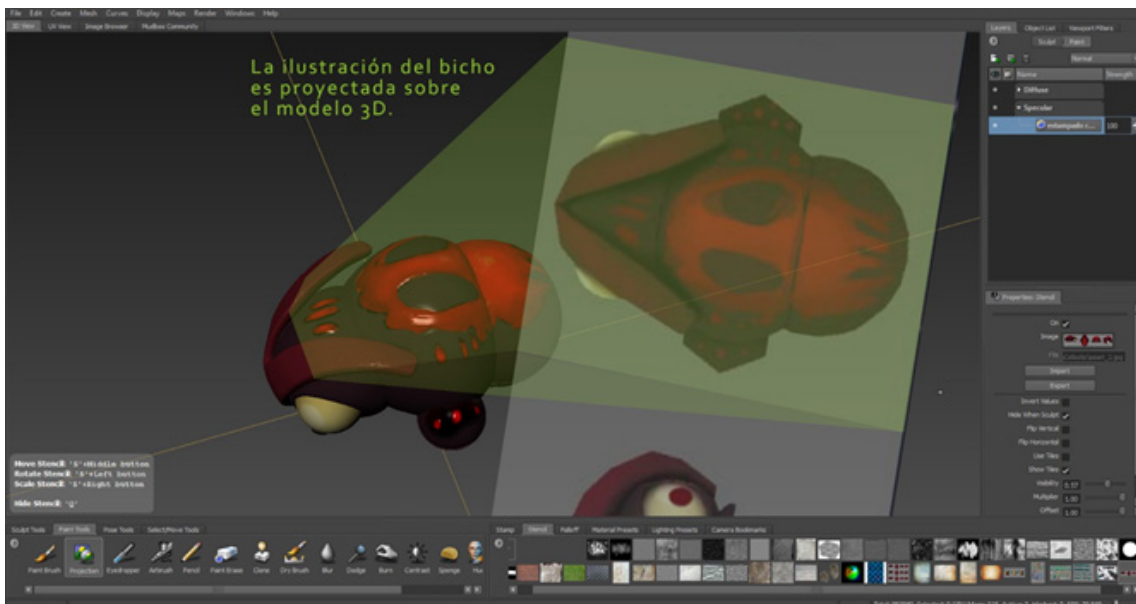 File Edit Create Mesh Curves Display Maps Render Windows Help
3D View UV View Image Browser Mudbox Community
Layers Object List Viewport Filters
Sculpt Paint
Normal
Name Strength
Diffuse
Specular
100
La ilustración del bicho
es proyectada sobre
el modelo 3D.
Properties: Stencil
On
Image
File
Import
Export
Invert Values
Hide When Sculpt
Flip Vertical
Flip Horizontal
Use Tiles
Show Tiles
Visibility 0.57
Multiplier 1.00
Offset 1.00
Move Stencil: 'S'+Middle button
Rotate Stencil: 'S'+Left button
Scale Stencil: 'S'+Right button
Hide Stencil: 'Q'
Sculpt Tools Paint Tools Pose Tools Select/Move Tools
Paint Brush Projection Eyedropper Airbrush Pencil Paint Erase Clone Dry Brush Blur Dodge Burn Contrast Sponge Hue
Stamp Stencil Falloff Material Presets Lighting Presets Camera Bookmarks